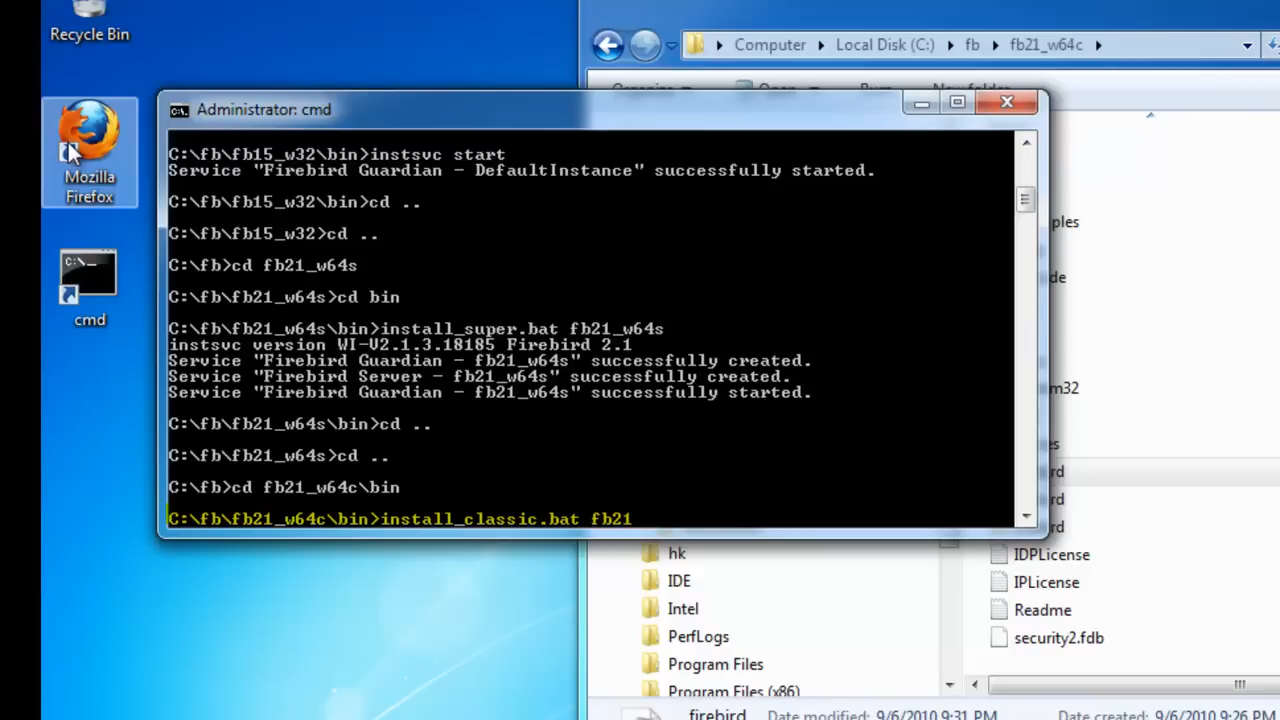 Recycle Bin
Computer
Local Disk (C:)
fb
fb21_w64c
Administrator: cmd
Mozilla
Firefox
cmd
C:\fb\fb15_w32\bin>instsvc start
Service "Firebird Guardian - DefaultInstance" successfully started.
C:\fb\fb15_w32\bin>cd ..
C:\fb\fb15_w32>cd ..
C:\fb>cd fb21_w64s
C:\fb\fb21_w64s>cd bin
C:\fb\fb21_w64s\bin>install_super.bat fb21_w64s
instsvc version WI-V2.1.3.18185 Firebird 2.1
Service "Firebird Guardian - fb21_w64s" successfully created.
Service "Firebird Server - fb21_w64s" successfully created.
Service "Firebird Guardian - fb21_w64s" successfully started.
C:\fb\fb21_w64s\bin>cd ..
C:\fb\fb21_w64s>cd ..
C:\fb>cd fb21_w64c\bin
C:\fb\fb21_w64c\bin>install_classic.bat fb21
ples
de
m32
es
rd
rd
rd
hk
IDE
Intel
PerfLogs
Program Files
Program Files (x86)
IDPLicense
IPLicense
Readme
security2.fdb
firebird Date modified: 9/6/2010 9:31 PM Date created: 9/6/2010 9:26 PM